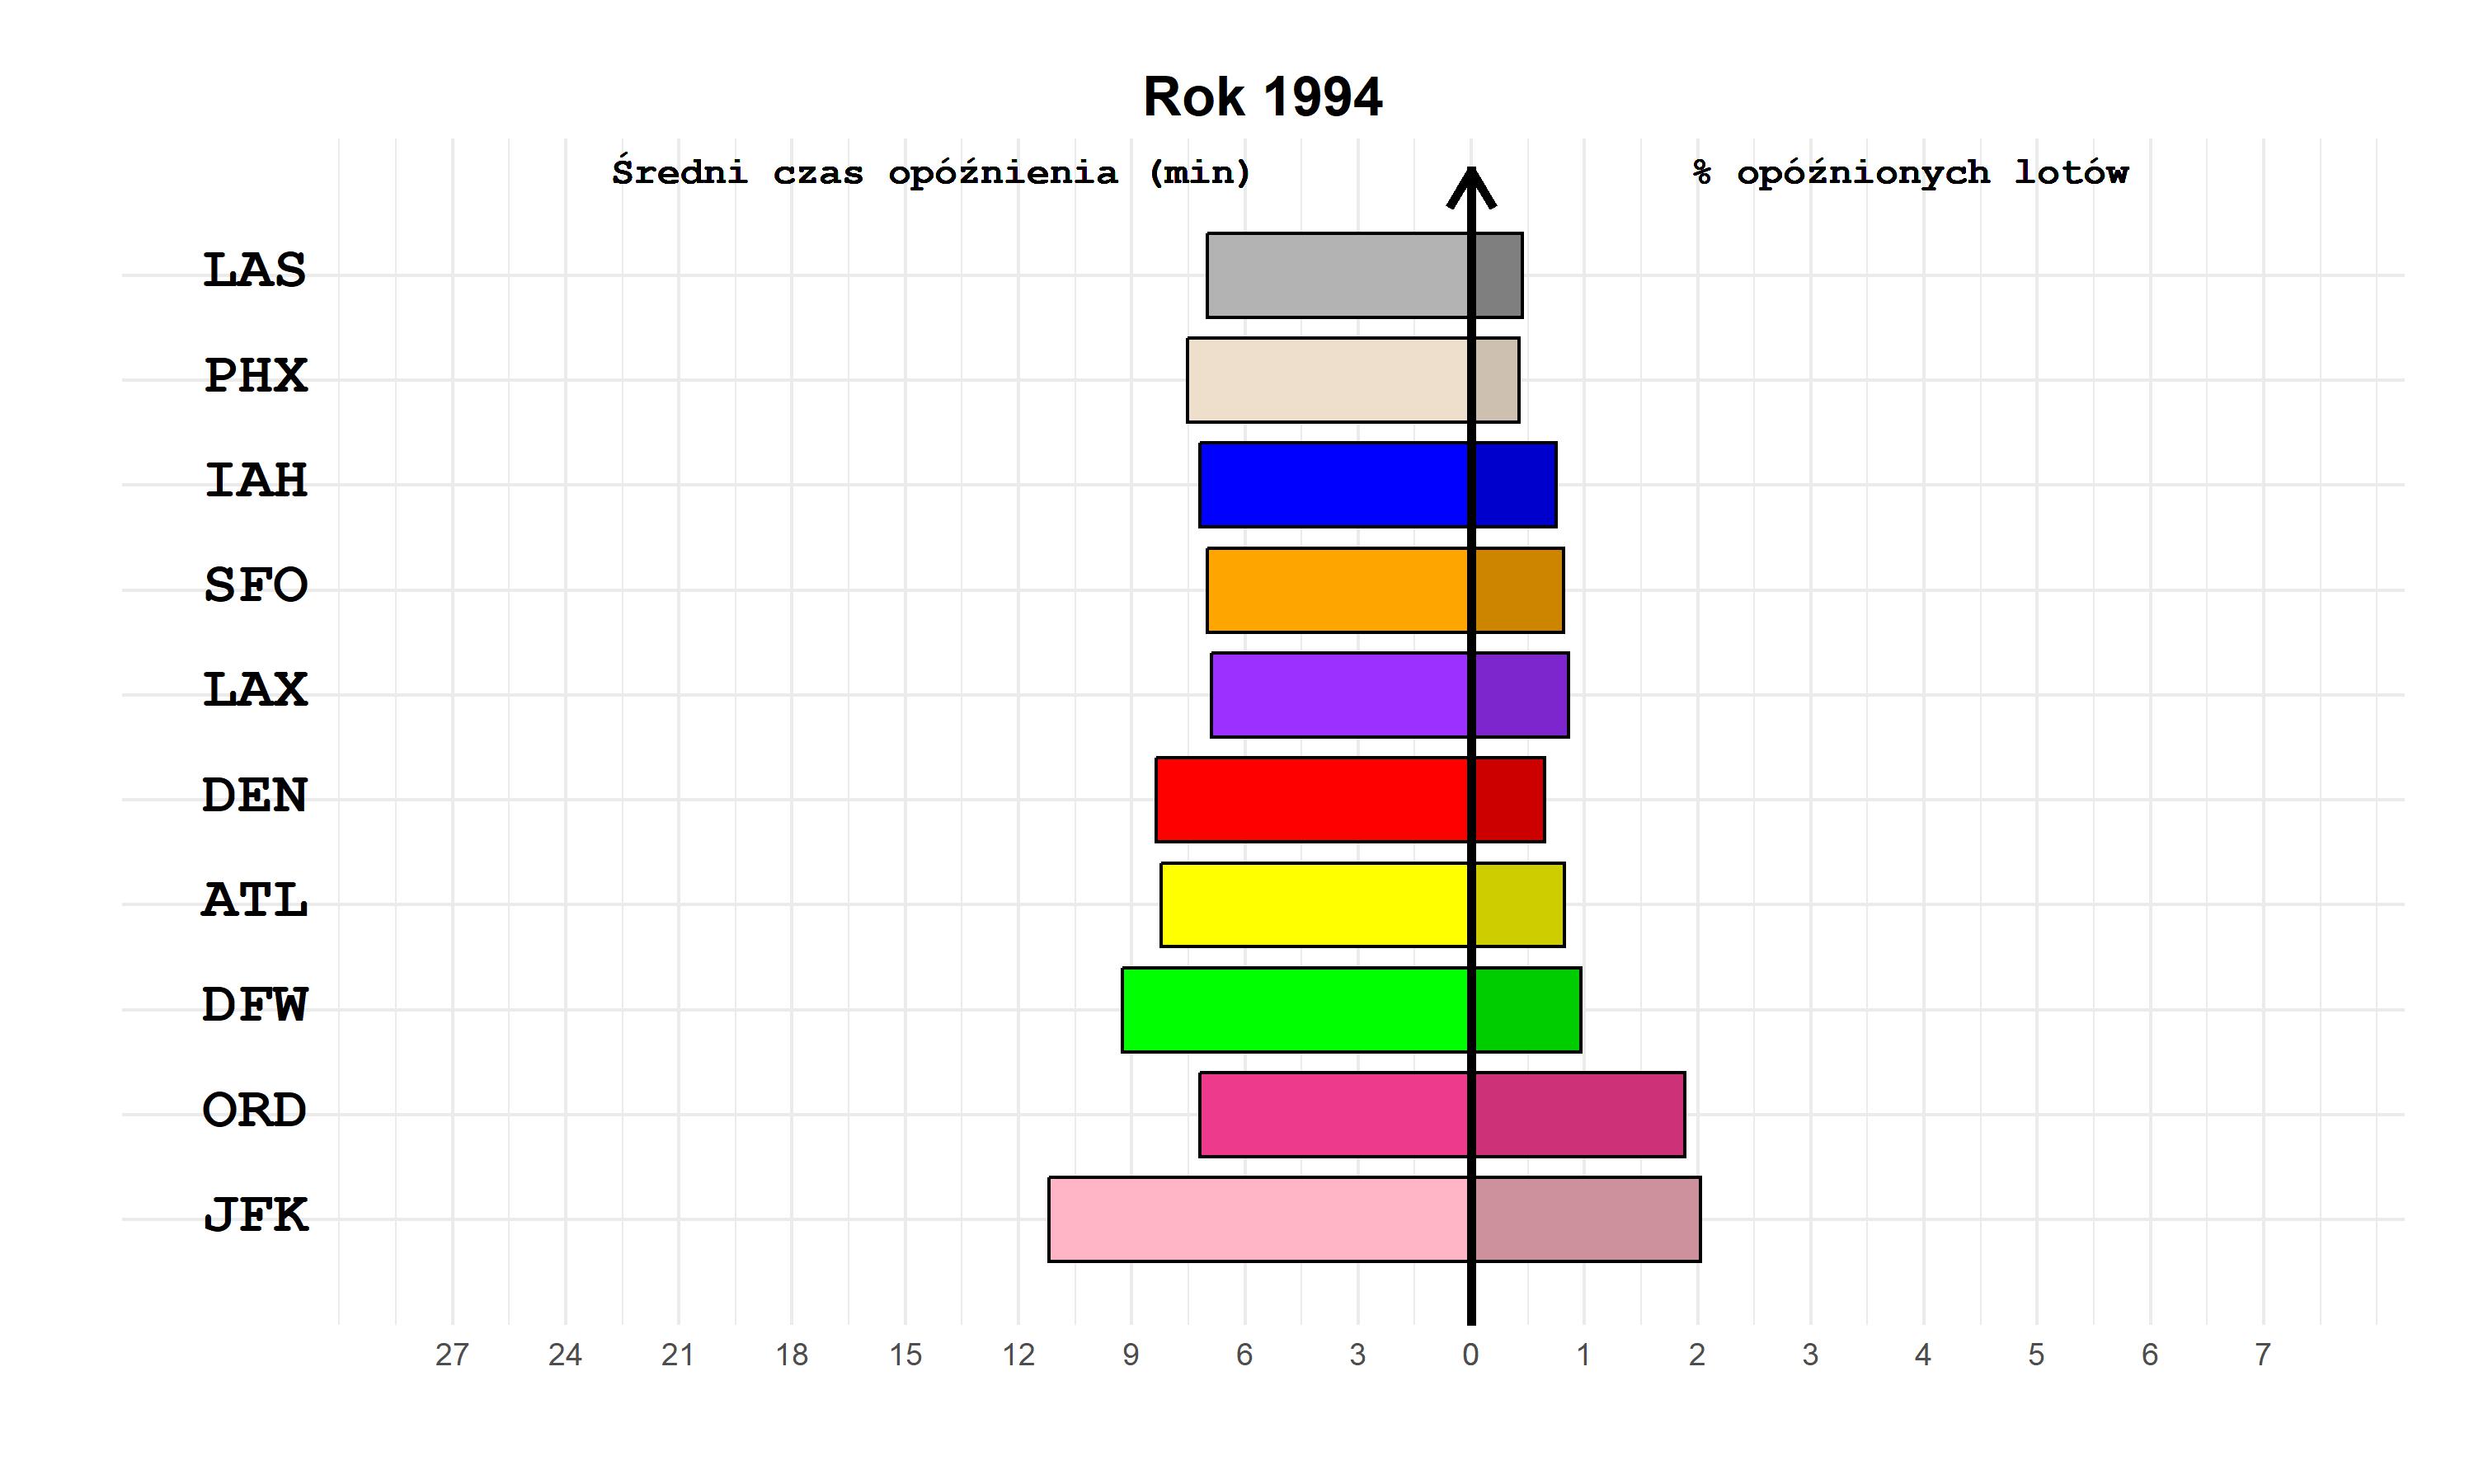 Rok 1994
Średni czas opóźnienia (min) % opóźnionych lotów
LAS
PHX
IAH
SFO
LAX
DEN
ATL
DFW
ORD
JFK
27 24 21 18 15 12 9 6 3 0 1 2 3 4 5 6 7